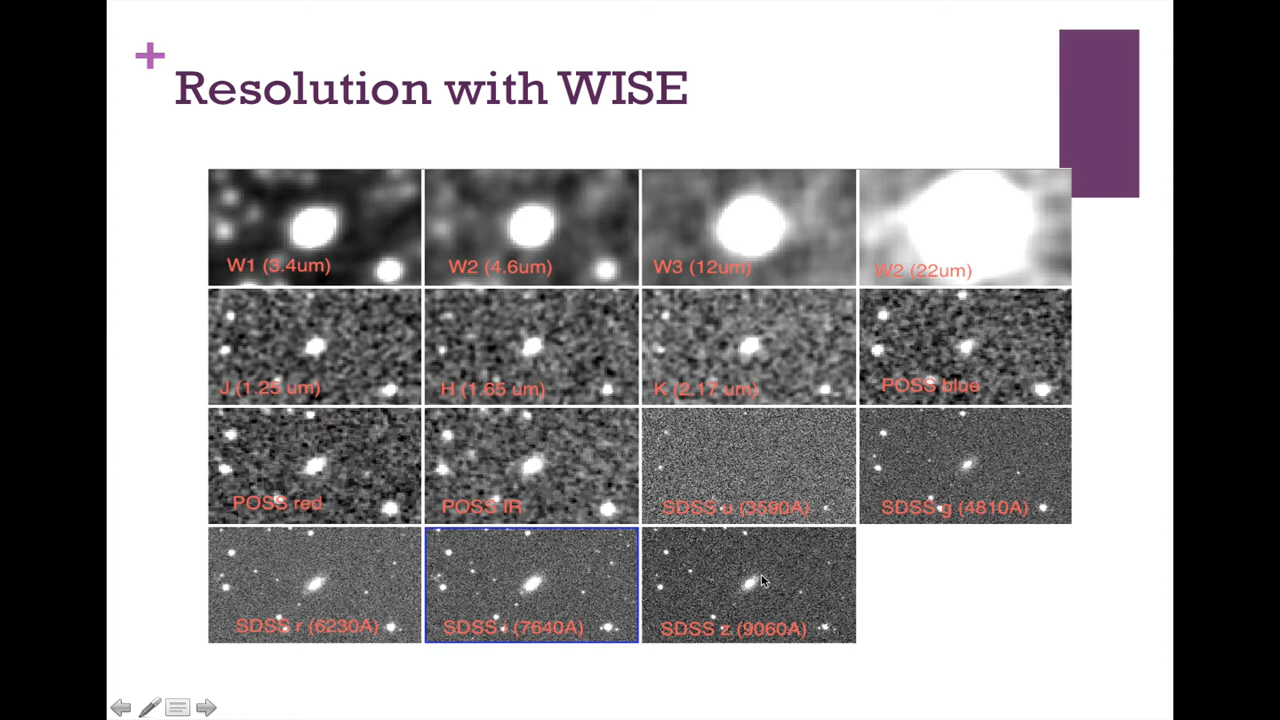 +
Resolution with WISE
W1 (3.4um)
W2 (4.6um)
W3 (12um)
W2 (22um)
J (1.25 um)
H (1.65 um)
K (2.17 um)
POSS blue
POSS red
POSS IR
SDSS u (3590A)
SDSS g (4810A)
SDSS r (6230A)
SDSS i (7640A)
SDSS z (9060A)